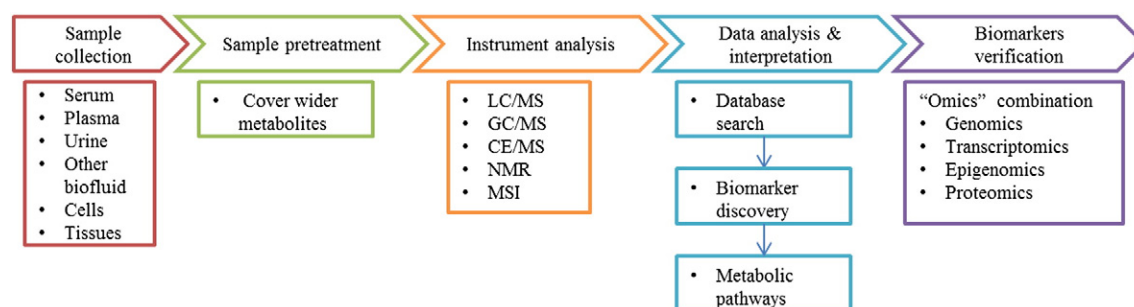 Sample
collection
Sample pretreatment
Instrument analysis
Data analysis &
interpretation
Biomarkers
verification
• Serum
• Plasma
• Urine
• Other
biofluid
• Cells
• Tissues
• Cover wider
metabolites
• LC/MS
• GC/MS
• CE/MS
• NMR
• MSI
• Database
search
• Biomarker
discovery
• Metabolic
pathways
“Omics” combination
• Genomics
• Transcriptomics
• Epigenomics
• Proteomics